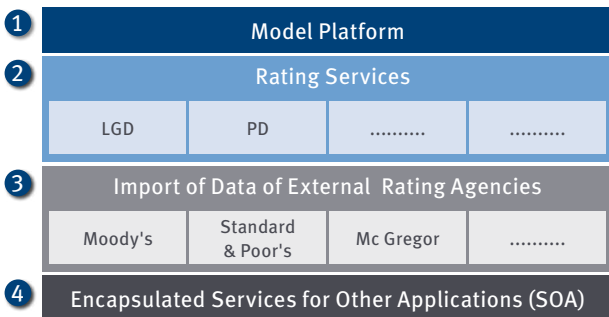 1 Model Platform
2 Rating Services
LGD PD .......... ..........
3 Import of Data of External Rating Agencies
Moody's Standard & Poor's Mc Gregor ..........
4 Encapsulated Services for Other Applications (SOA)